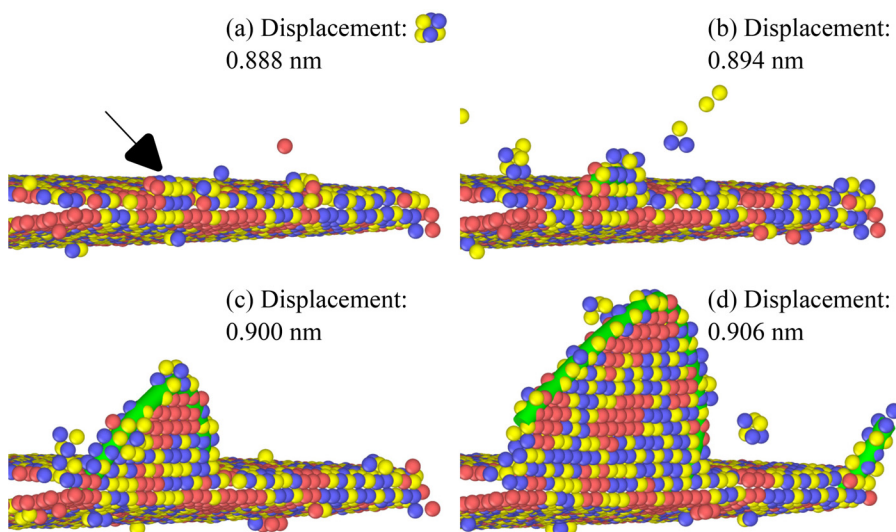 (a) Displacement:
0.888 nm
(b) Displacement:
0.894 nm
(c) Displacement:
0.900 nm
(d) Displacement:
0.906 nm